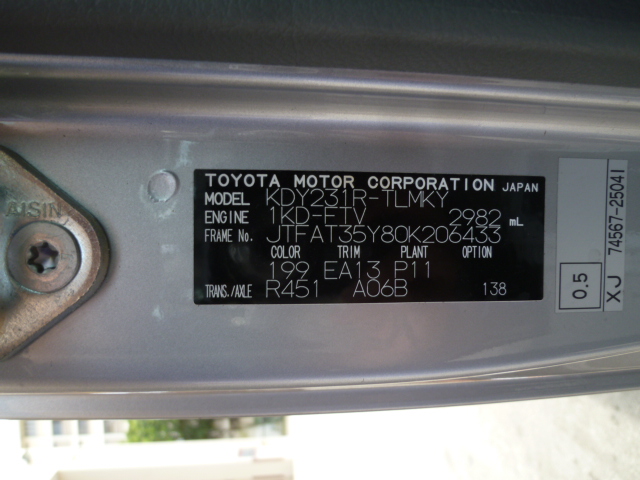 AISIN
TOYOTA MOTOR CORPORATION JAPAN
MODEL KDY231R-TLMKY
ENGINE 1KD-FTV 2982 mL
FRAME NO. JTFAT35Y80K206433
COLOR TRIM PLANT OPTION
199 EA13 P11
TRANS./AXLE R451 A06B 138
0.5
XJ 74567-25041